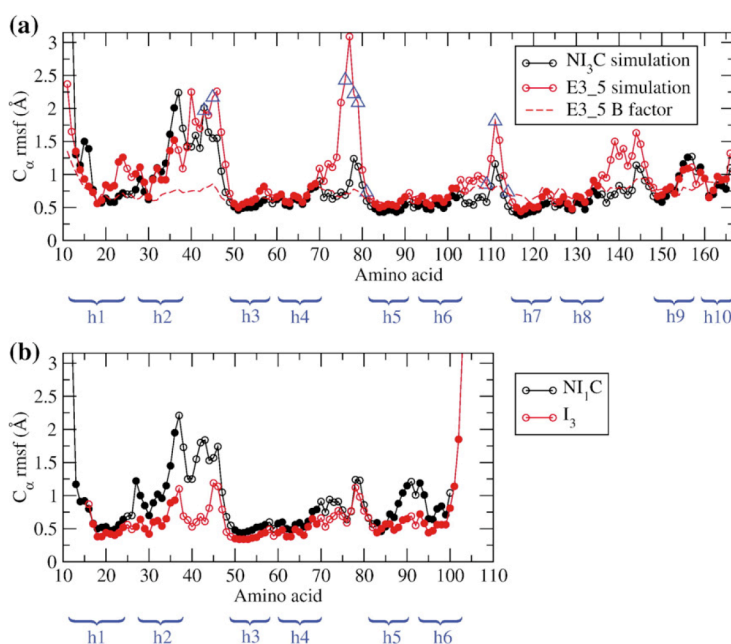 (a)
3
2.5
2
1.5
1
0.5
0
Cα rmsf (Å)
NI3C simulation
E3_5 simulation
E3_5 B factor
10 20 30 40 50 60 70 80 90 100 110 120 130 140 150 160
Amino acid
h1 h2 h3 h4 h5 h6 h7 h8 h9 h10
(b)
3
2.5
2
1.5
1
0.5
0
Cα rmsf (Å)
NI1C
I3
10 20 30 40 50 60 70 80 90 100 110
Amino acid
h1 h2 h3 h4 h5 h6